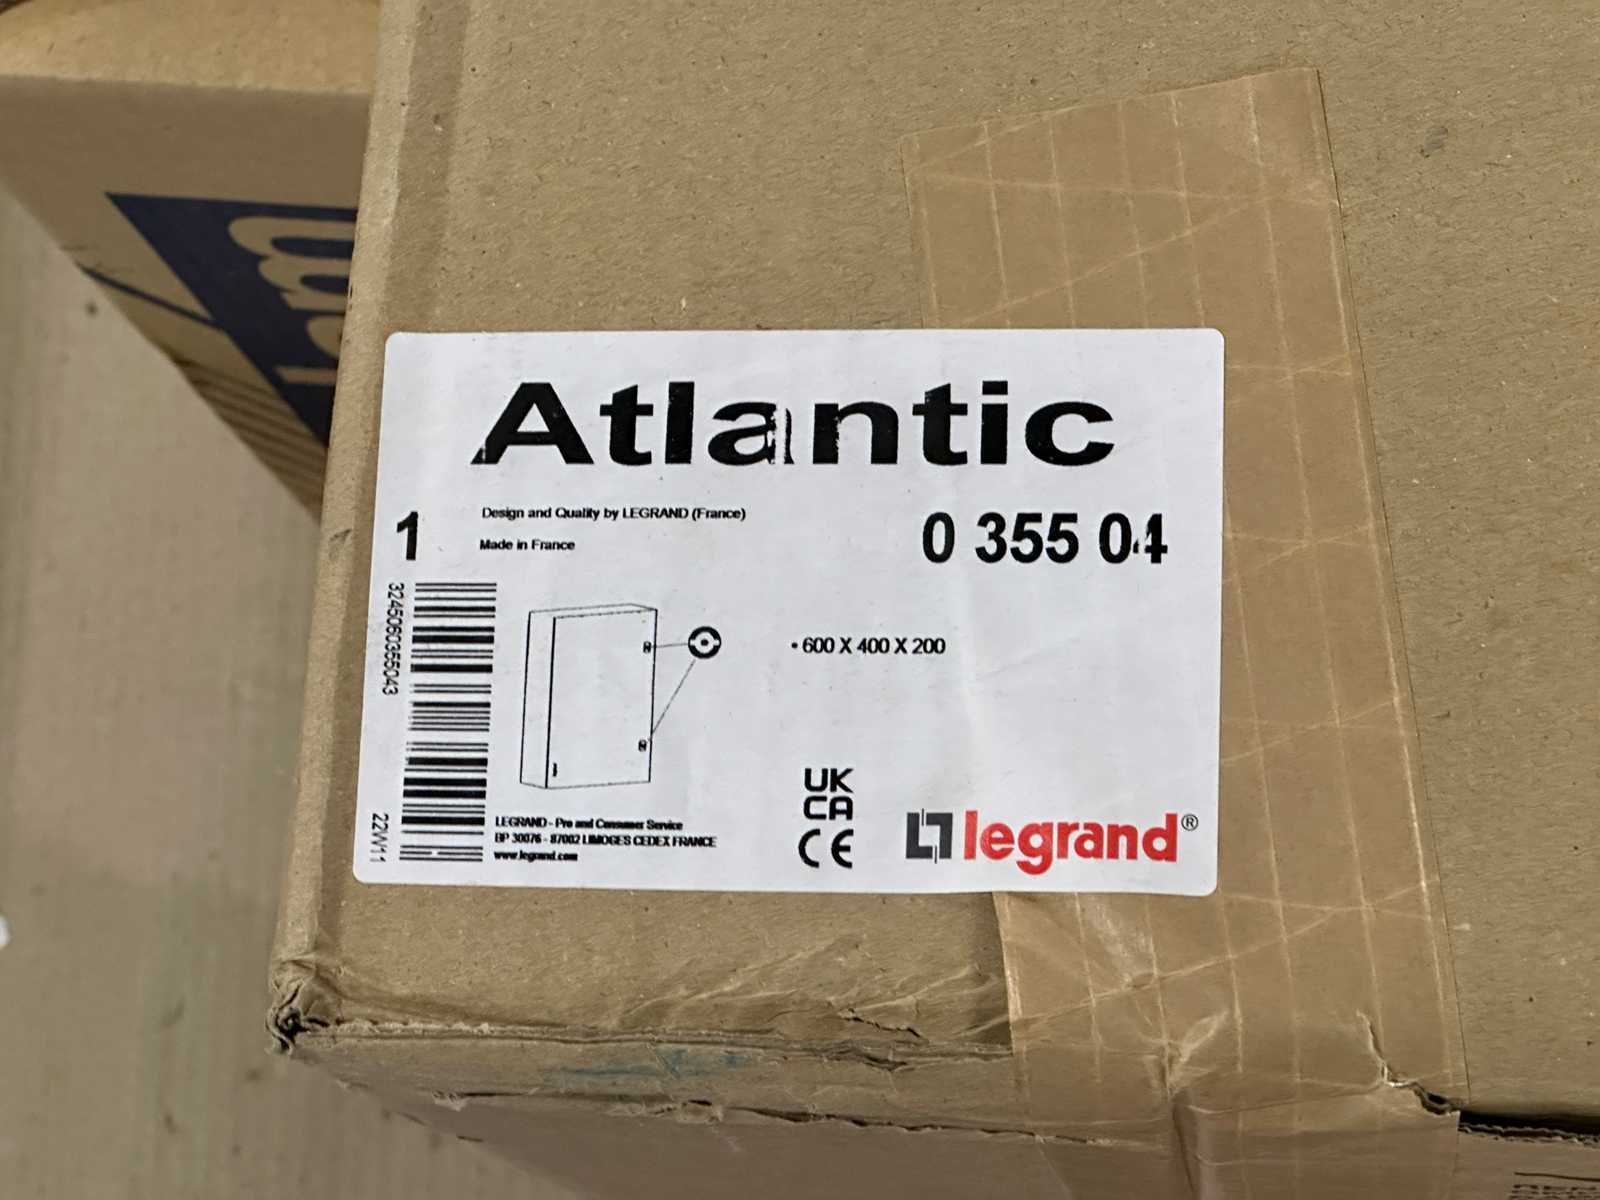 Atlantic
1
Design and Quality by LEGRAND (France)
Made in France
0 355 04
3245060355043
• 600 X 400 X 200
22W11
LEGRAND - Pro and Consumer Service
BP 30076 - 87002 LIMOGES CEDEX FRANCE
www.legrand.com
UK
CA
CE
legrand®